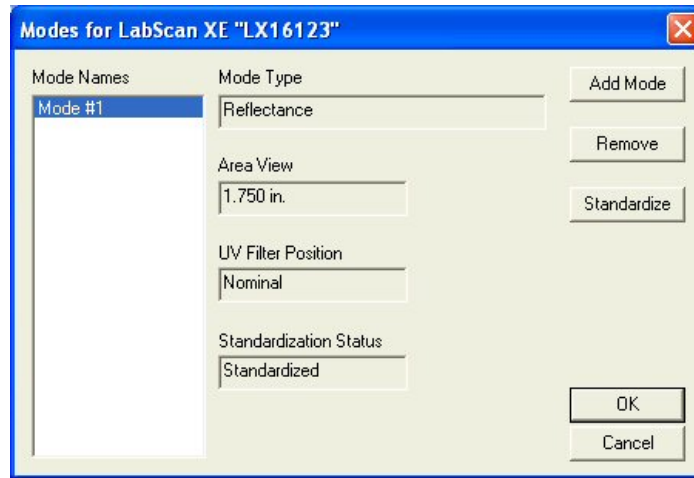 Modes for LabScan XE "LX16123"
Mode Names
Mode #1
Mode Type
Reflectance
Area View
1.750 in.
UV Filter Position
Nominal
Standardization Status
Standardized
Add Mode
Remove
Standardize
OK
Cancel